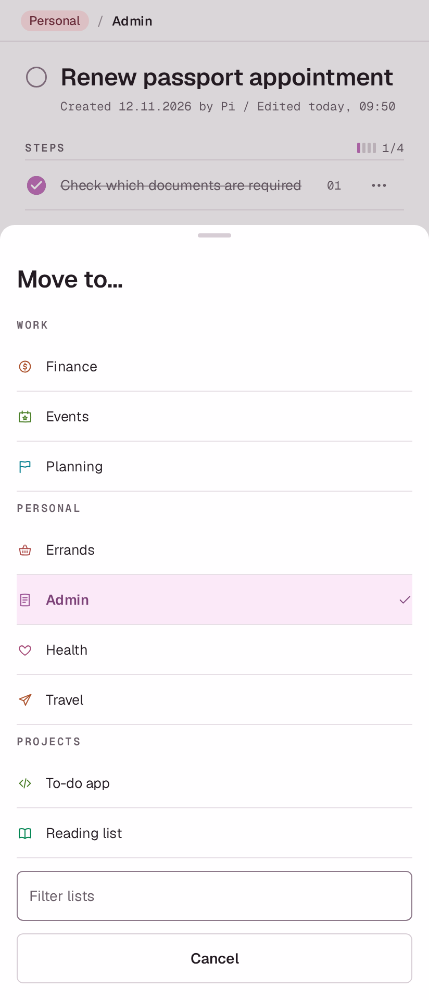 Personal / Admin
Renew passport appointment
Created 12.11.2026 by Pi / Edited today, 09:50
STEPS 1/4
Check which documents are required 01
Move to...
WORK
Finance
Events
Planning
PERSONAL
Errands
Admin
Health
Travel
PROJECTS
To-do app
Reading list
Filter lists
Cancel